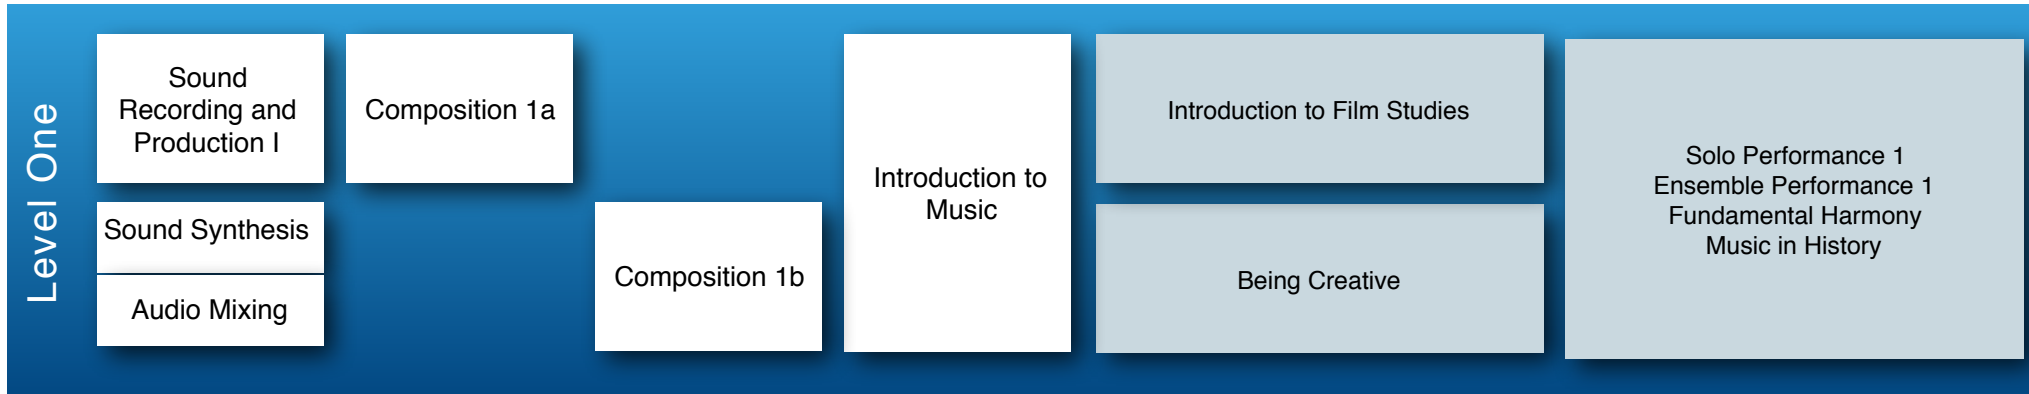 Level One
Sound
Recording and
Production I
Composition 1a
Sound Synthesis
Audio Mixing
Composition 1b
Introduction to
Music
Introduction to Film Studies
Being Creative
Solo Performance 1
Ensemble Performance 1
Fundamental Harmony
Music in History